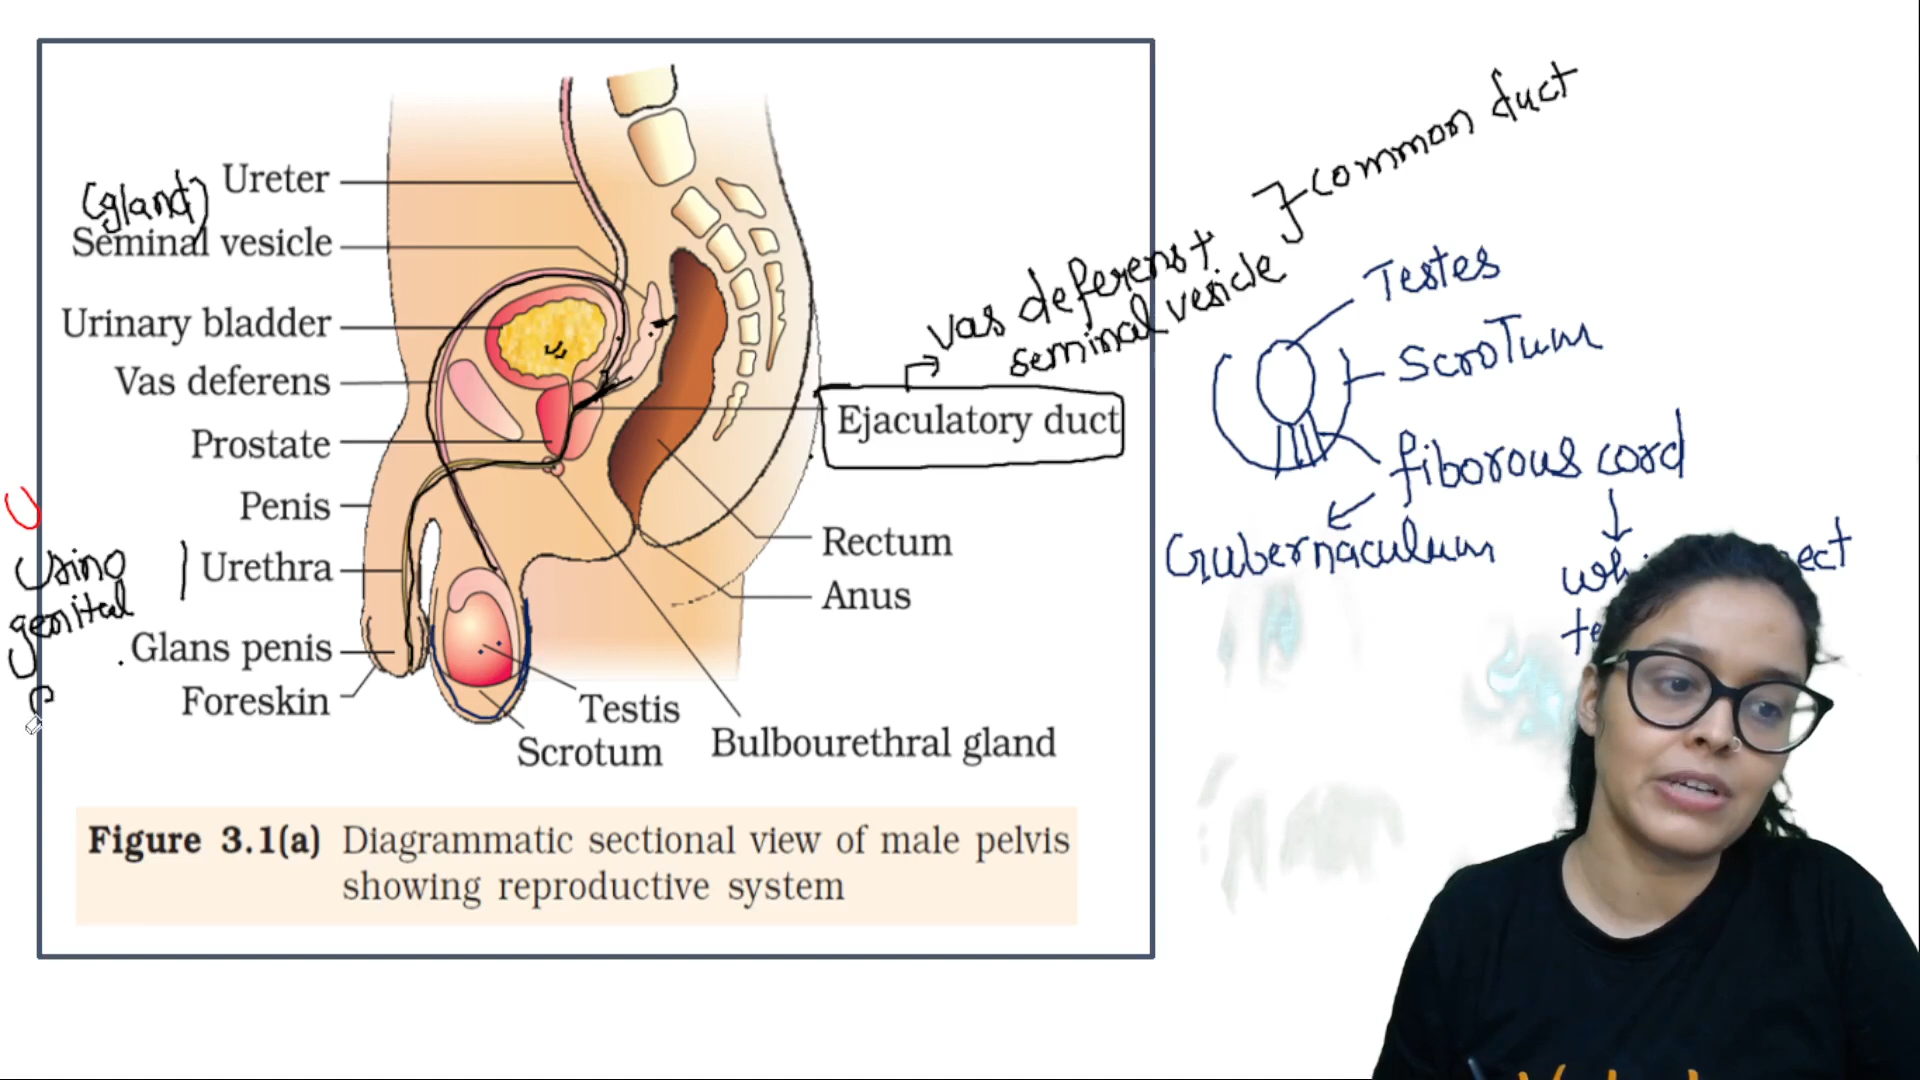 common duct
vas deferens +
seminal vesicle
(gland)
Ureter
Seminal vesicle
Urinary bladder
Vas deferens
Prostate
Penis
Urethra
Usino
genital
Glans penis
Foreskin
Ejaculatory duct
Rectum
Anus
Testis
Scrotum
Bulbourethral gland
Testes
Scrotum
fiborous cord
Gubernaculum
Figure 3.1(a) Diagrammatic sectional view of male pelvis
showing reproductive system